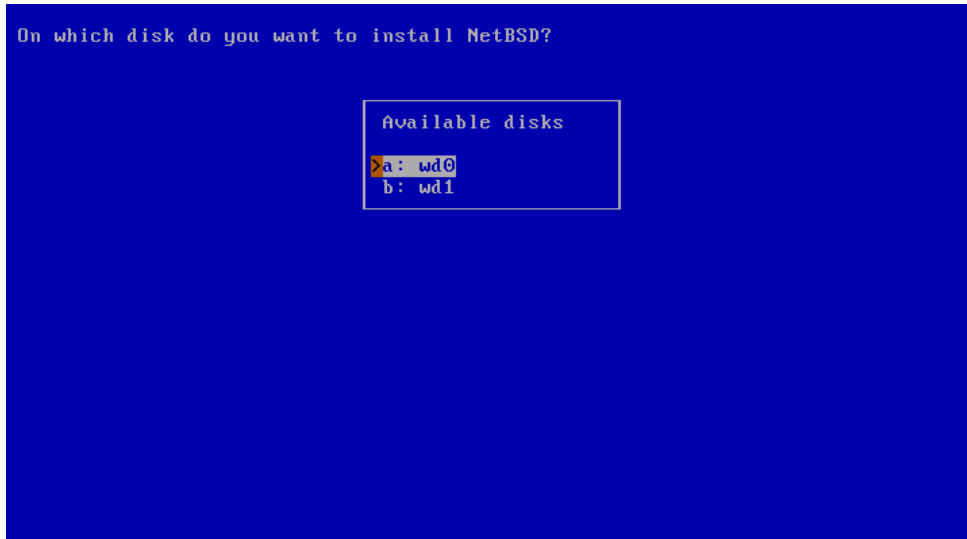 On which disk do you want to install NetBSD?
Available disks
>a: wd0
b: wd1